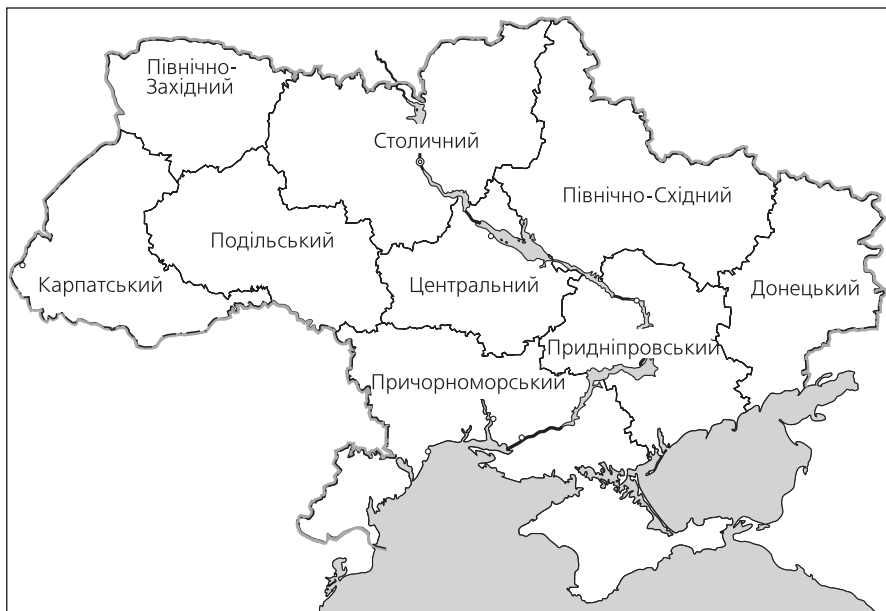 Північно-
Західний
Столичний
Північно-Східний
Подільський
Карпатський
Центральний
Донецький
Придніпровський
Причорноморський